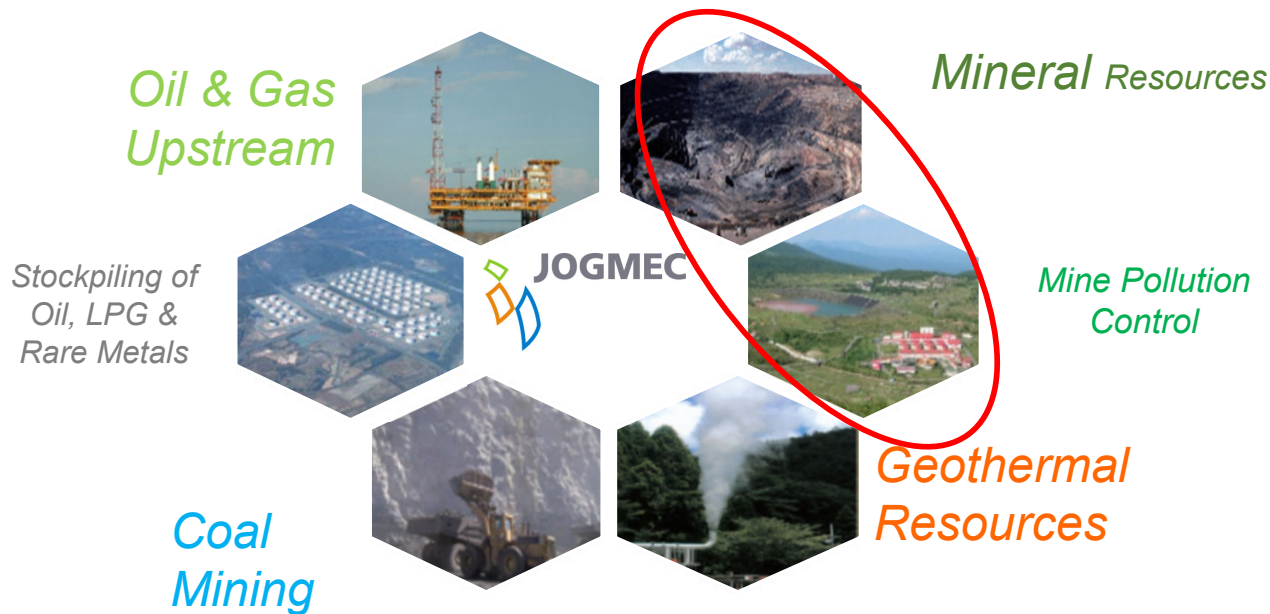 Oil & Gas
Upstream
Mineral Resources
Stockpiling of
Oil, LPG &
Rare Metals
JOGMEC
Mine Pollution
Control
Coal
Mining
Geothermal
Resources